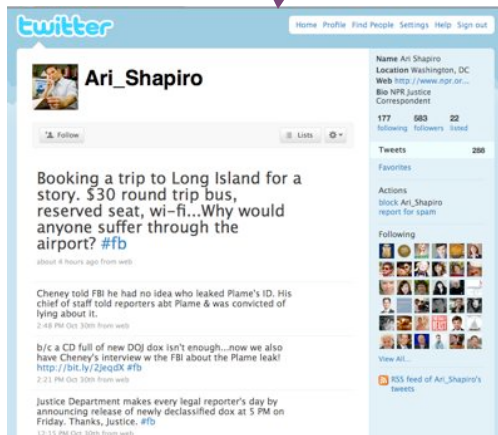 twitter
Home Profile Find People Settings Help Sign out
Ari_Shapiro
Follow
Lists
Booking a trip to Long Island for a
story. $30 round trip bus,
reserved seat, wi-fi...Why would
anyone suffer through the
airport? #fb
about 4 hours ago from web
Cheney told FBI he had no idea who leaked Plame's ID. His
chief of staff told reporters abt Plame & was convicted of
lying about it.
2:48 PM Oct 30th from web
b/c a CD full of new DOJ dox isn't enough...now we also
have Cheney's interview w the FBI about the Plame leak!
http://bit.ly/2JeqdX #fb
2:21 PM Oct 30th from web
Justice Department makes every legal reporter's day by
announcing release of newly declassified dox at 5 PM on
Friday. Thanks, Justice. #fb
12:15 PM Oct 30th from web
Name Ari Shapiro
Location Washington, DC
Web http://www.npr.or...
Bio NPR Justice
Correspondent
177 683 22
following followers listed
Tweets 286
Favorites
Actions
block Ari_Shapiro
report for spam
Following
View All...
RSS feed of Ari_Shapiro's
tweets